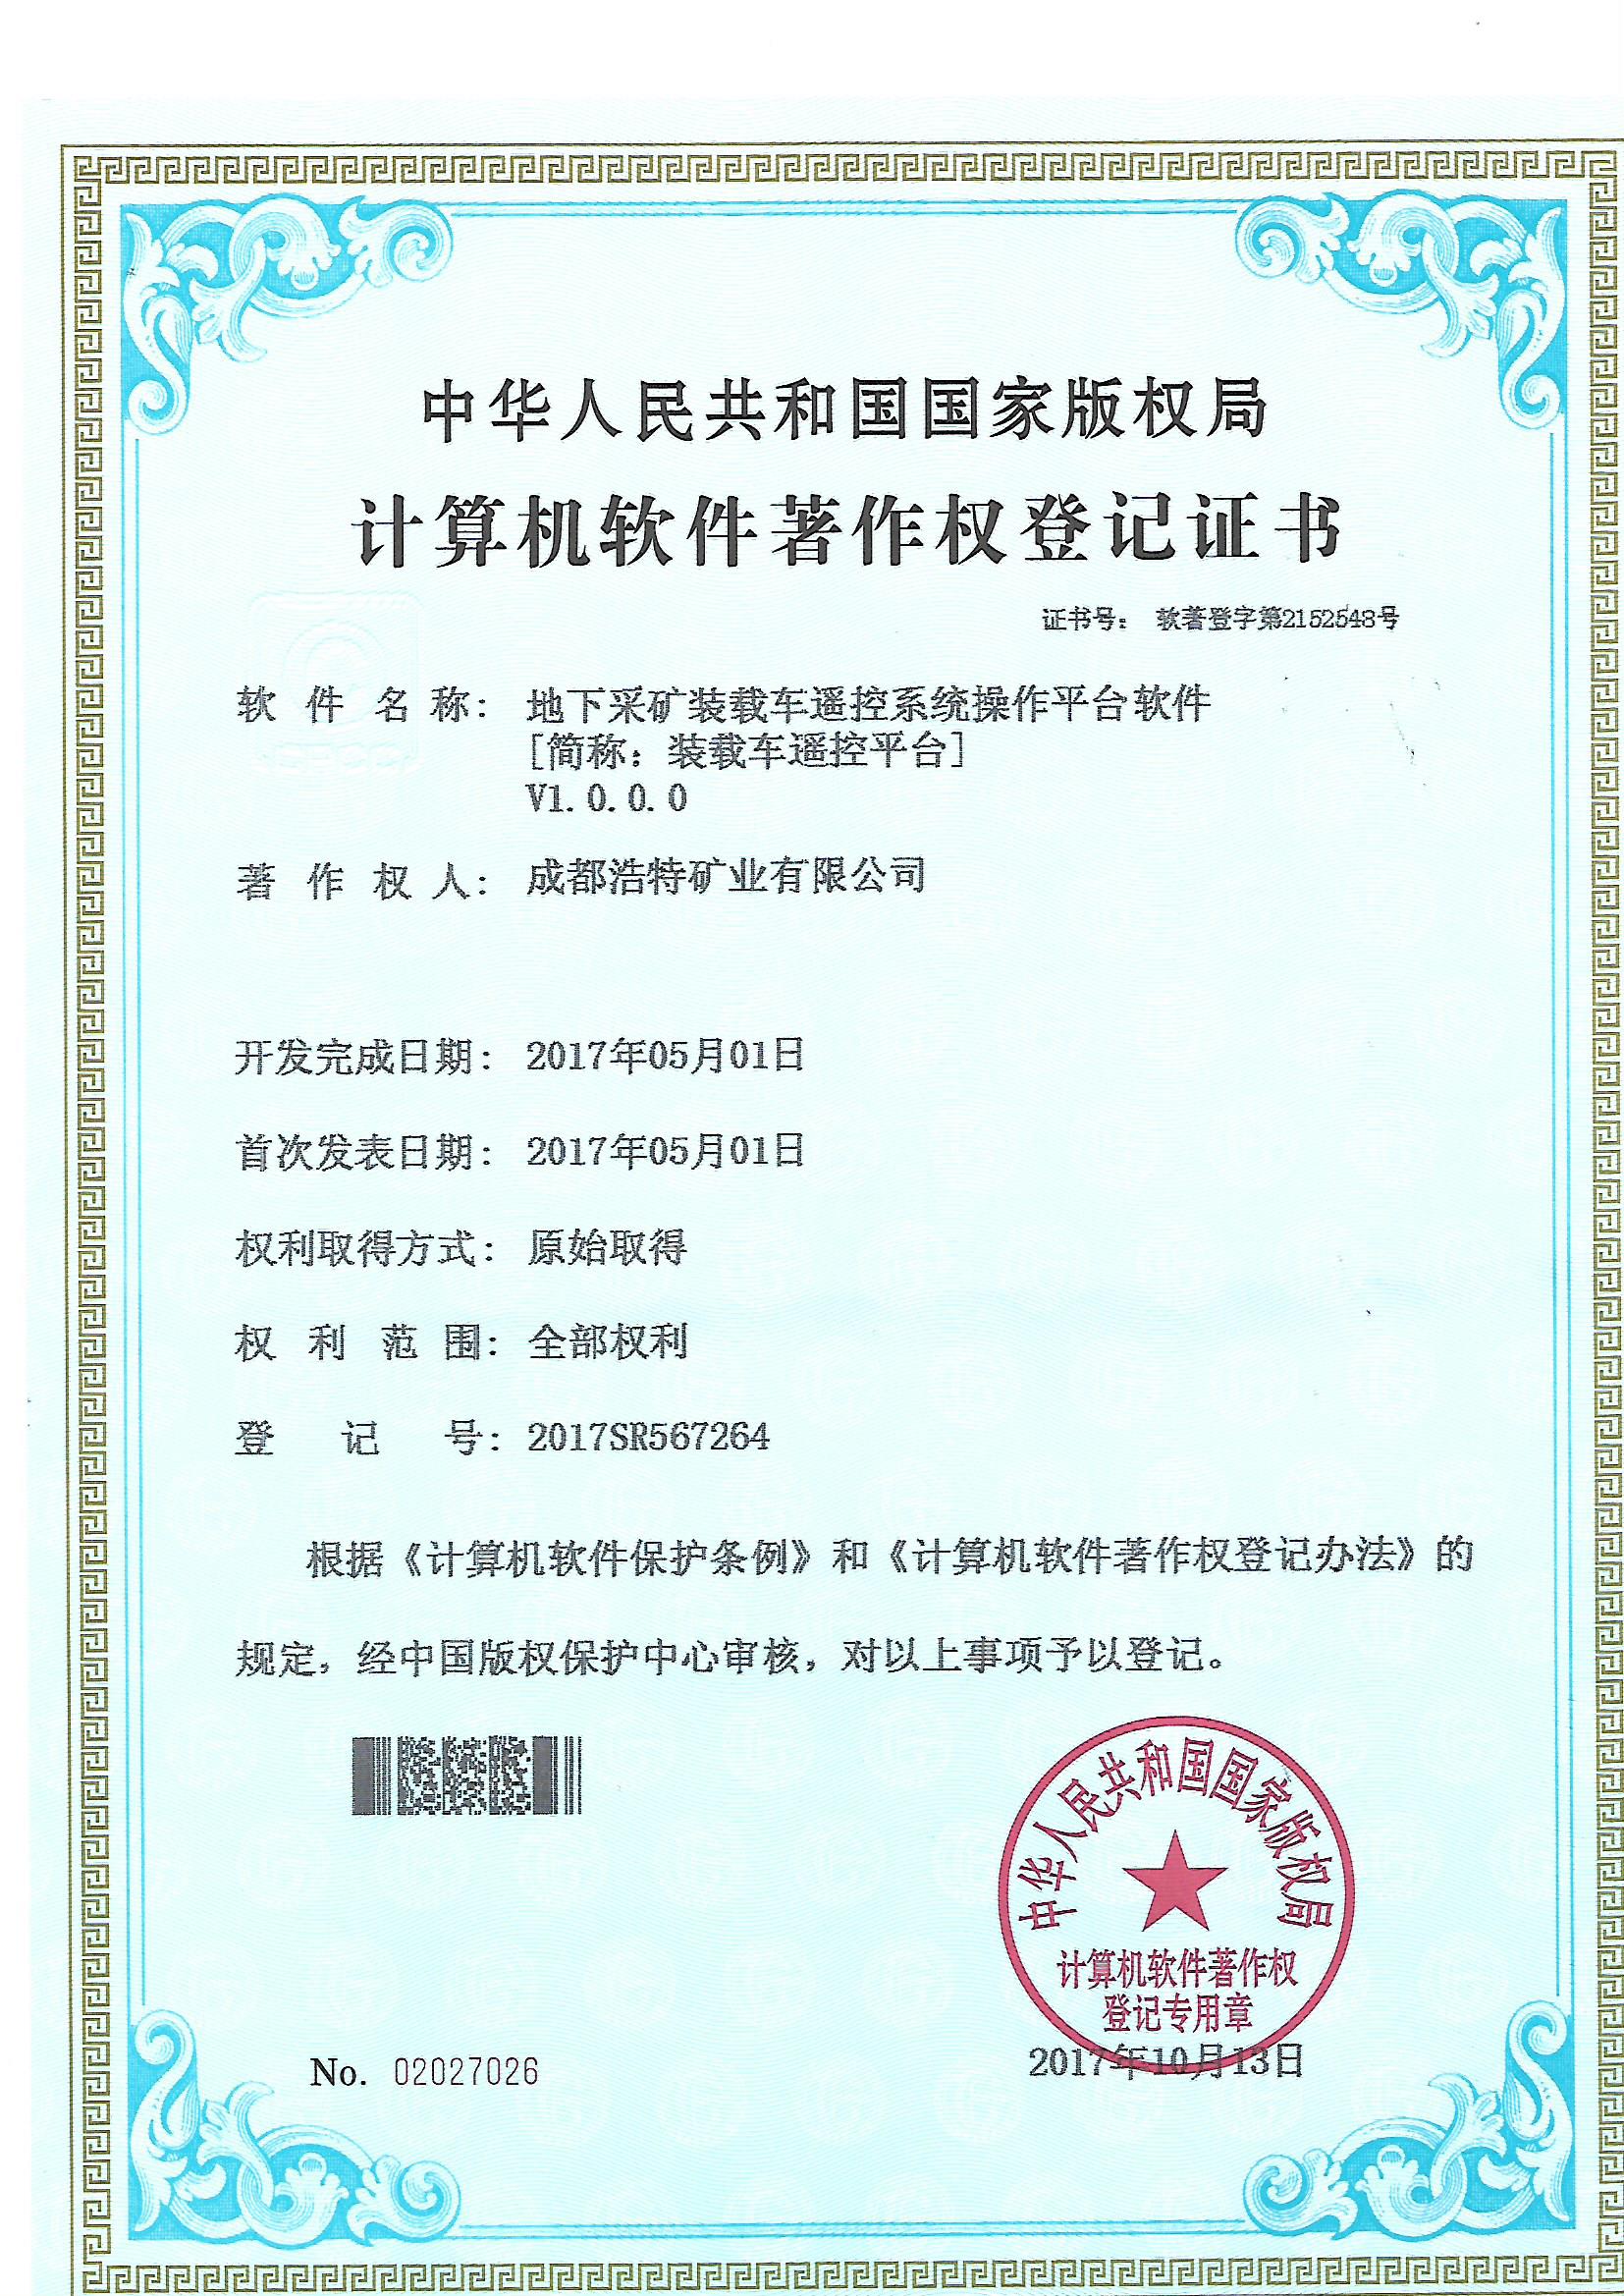 中华人民共和国国家版权局
计算机软件著作权登记证书
证书号： 软著登字第2152548号
软件名称： 地下采矿装载车遥控系统操作平台软件
[简称：装载车遥控平台]
V1.0.0.0
著作权人： 成都浩特矿业有限公司
开发完成日期： 2017年05月01日
首次发表日期： 2017年05月01日
权利取得方式： 原始取得
权利范围： 全部权利
登记号： 2017SR567264
根据《计算机软件保护条例》和《计算机软件著作权登记办法》的
规定，经中国版权保护中心审核，对以上事项予以登记。
中华人民共和国国家版权局
计算机软件著作权
登记专用章
No. 02027026
2017年10月13日